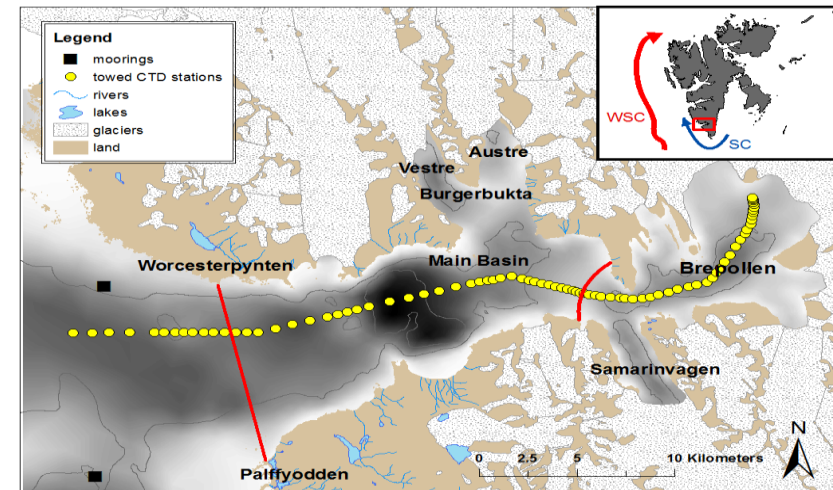 Legend
moorings
towed CTD stations
rivers
lakes
glaciers
land
WSC
SC
Austre
Vestre
Burgerbukta
Worcesterpynten
Main Basin
Brepollen
Samarinvagen
Palffyodden
N
0 2.5 5 10 Kilometers